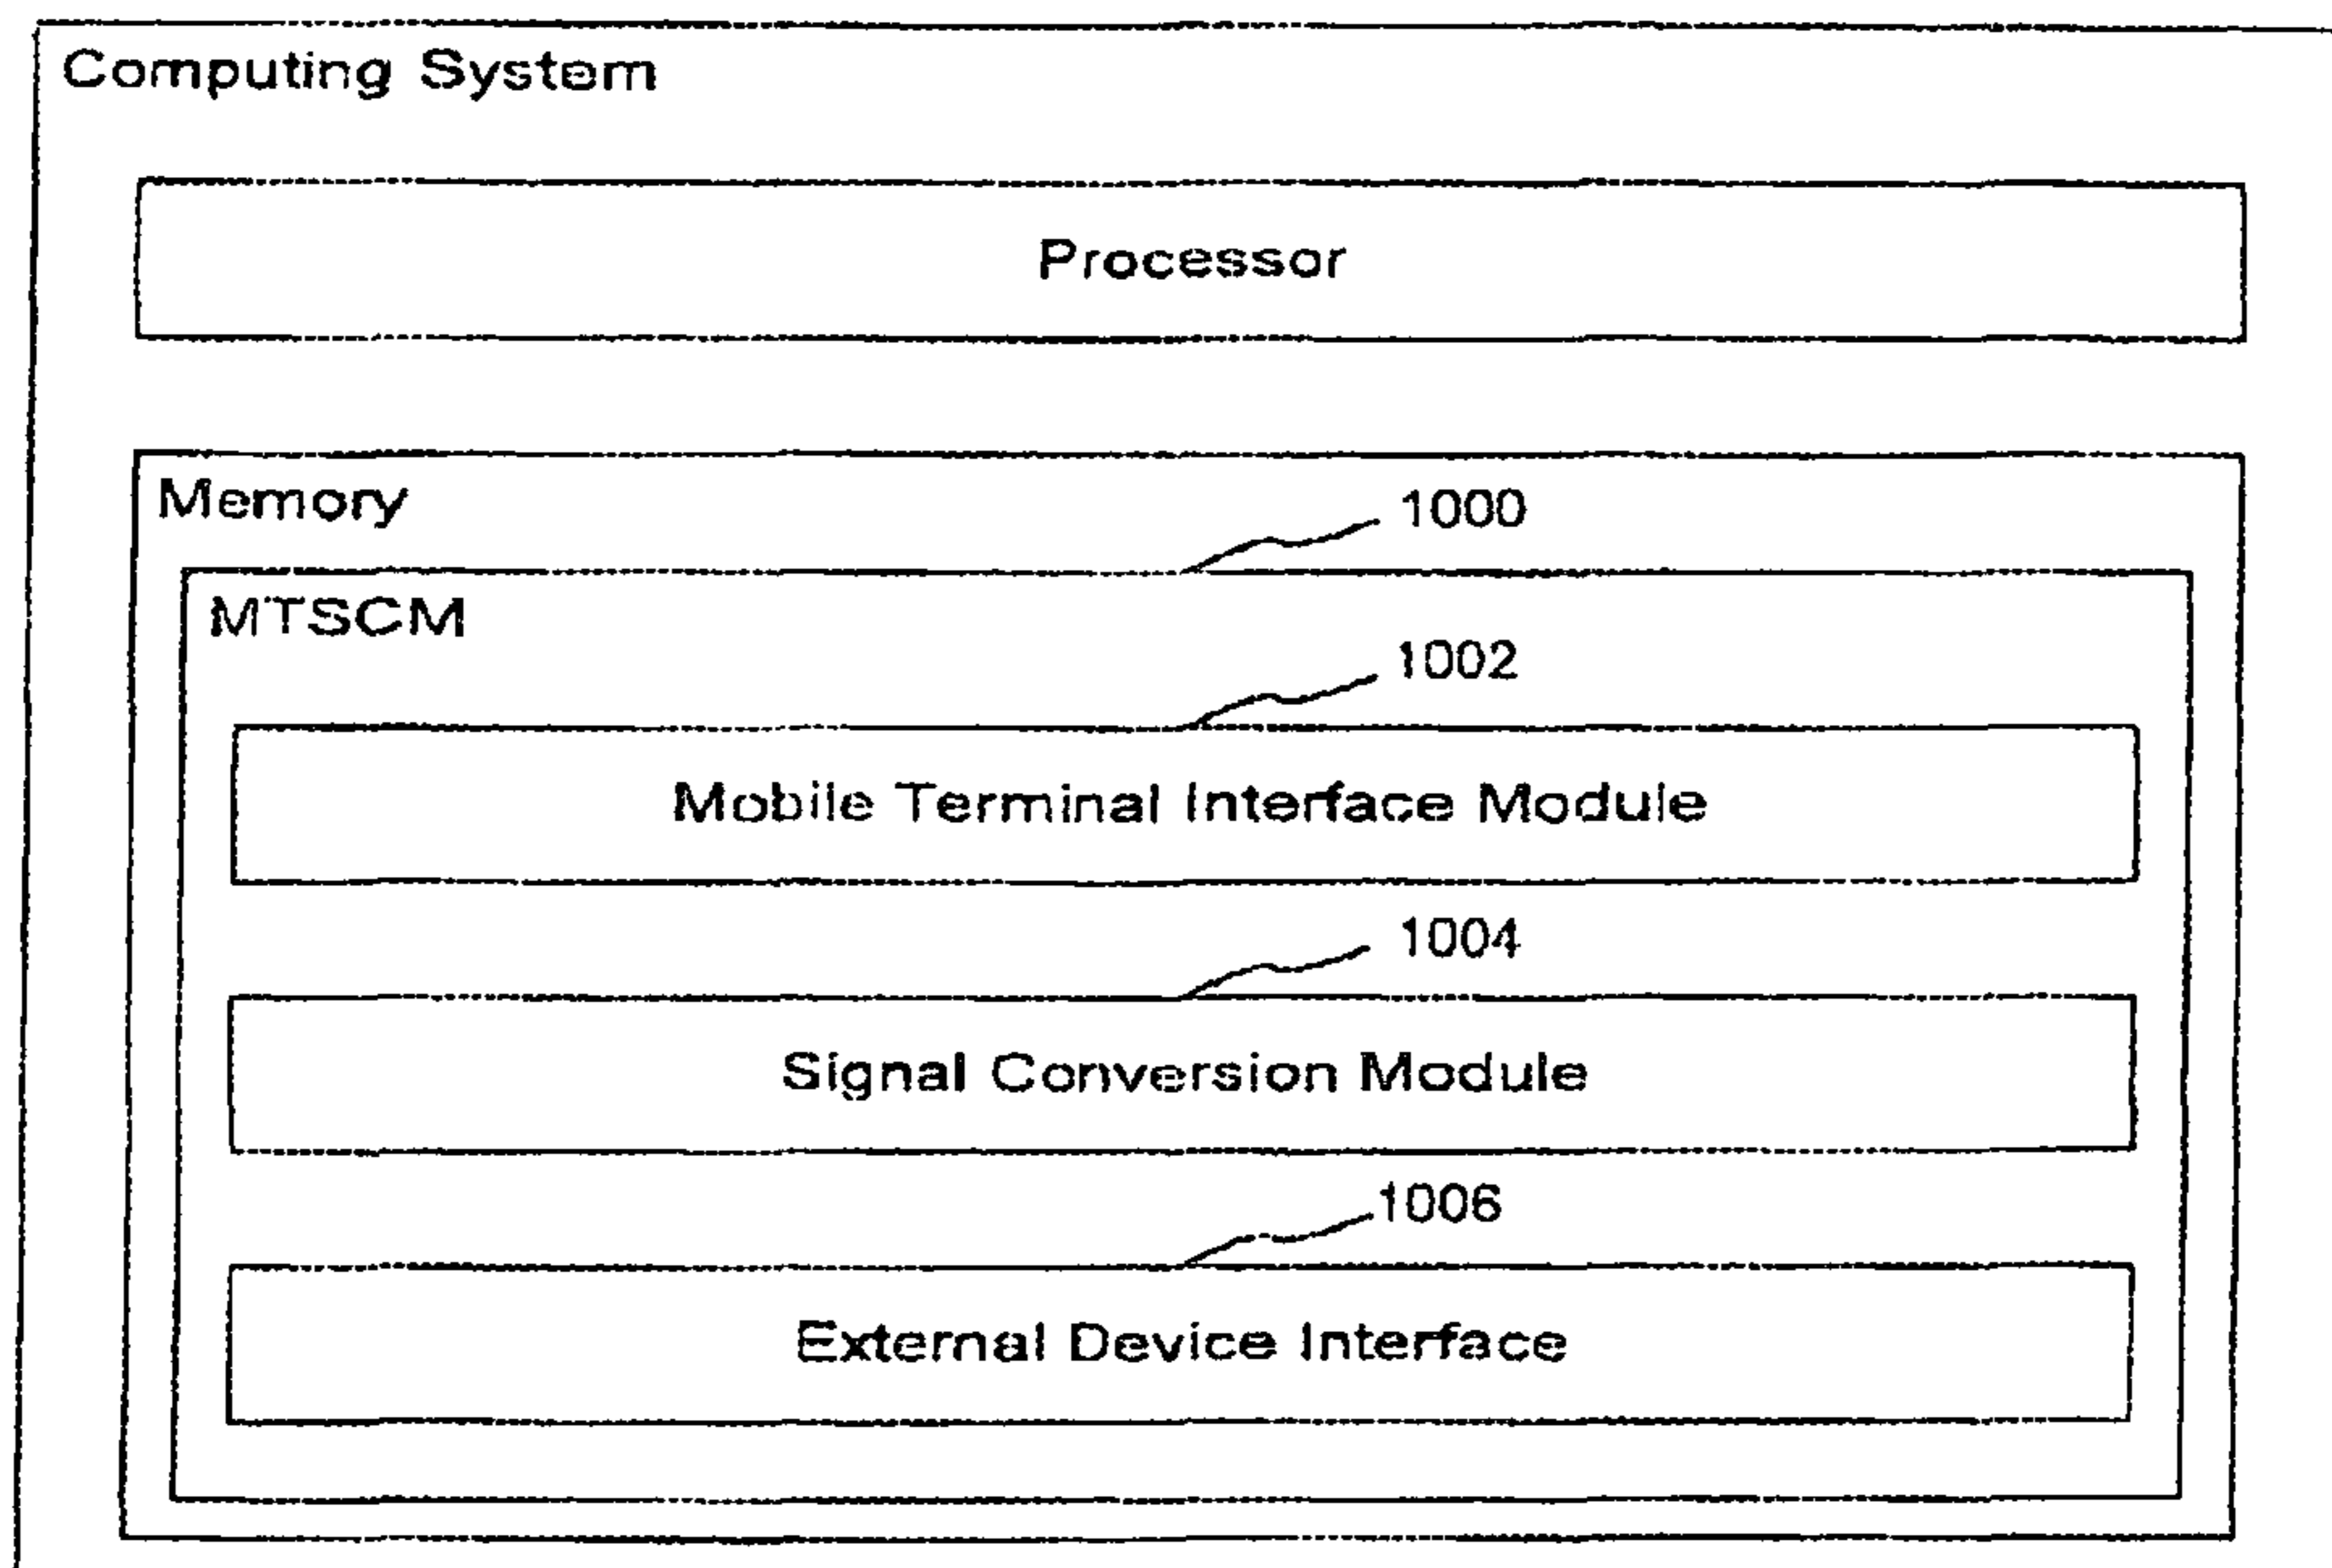 Computing System
Processor
Memory
1000
MTSCM
1002
Mobile Terminal Interface Module
1004
Signal Conversion Module
1006
External Device Interface